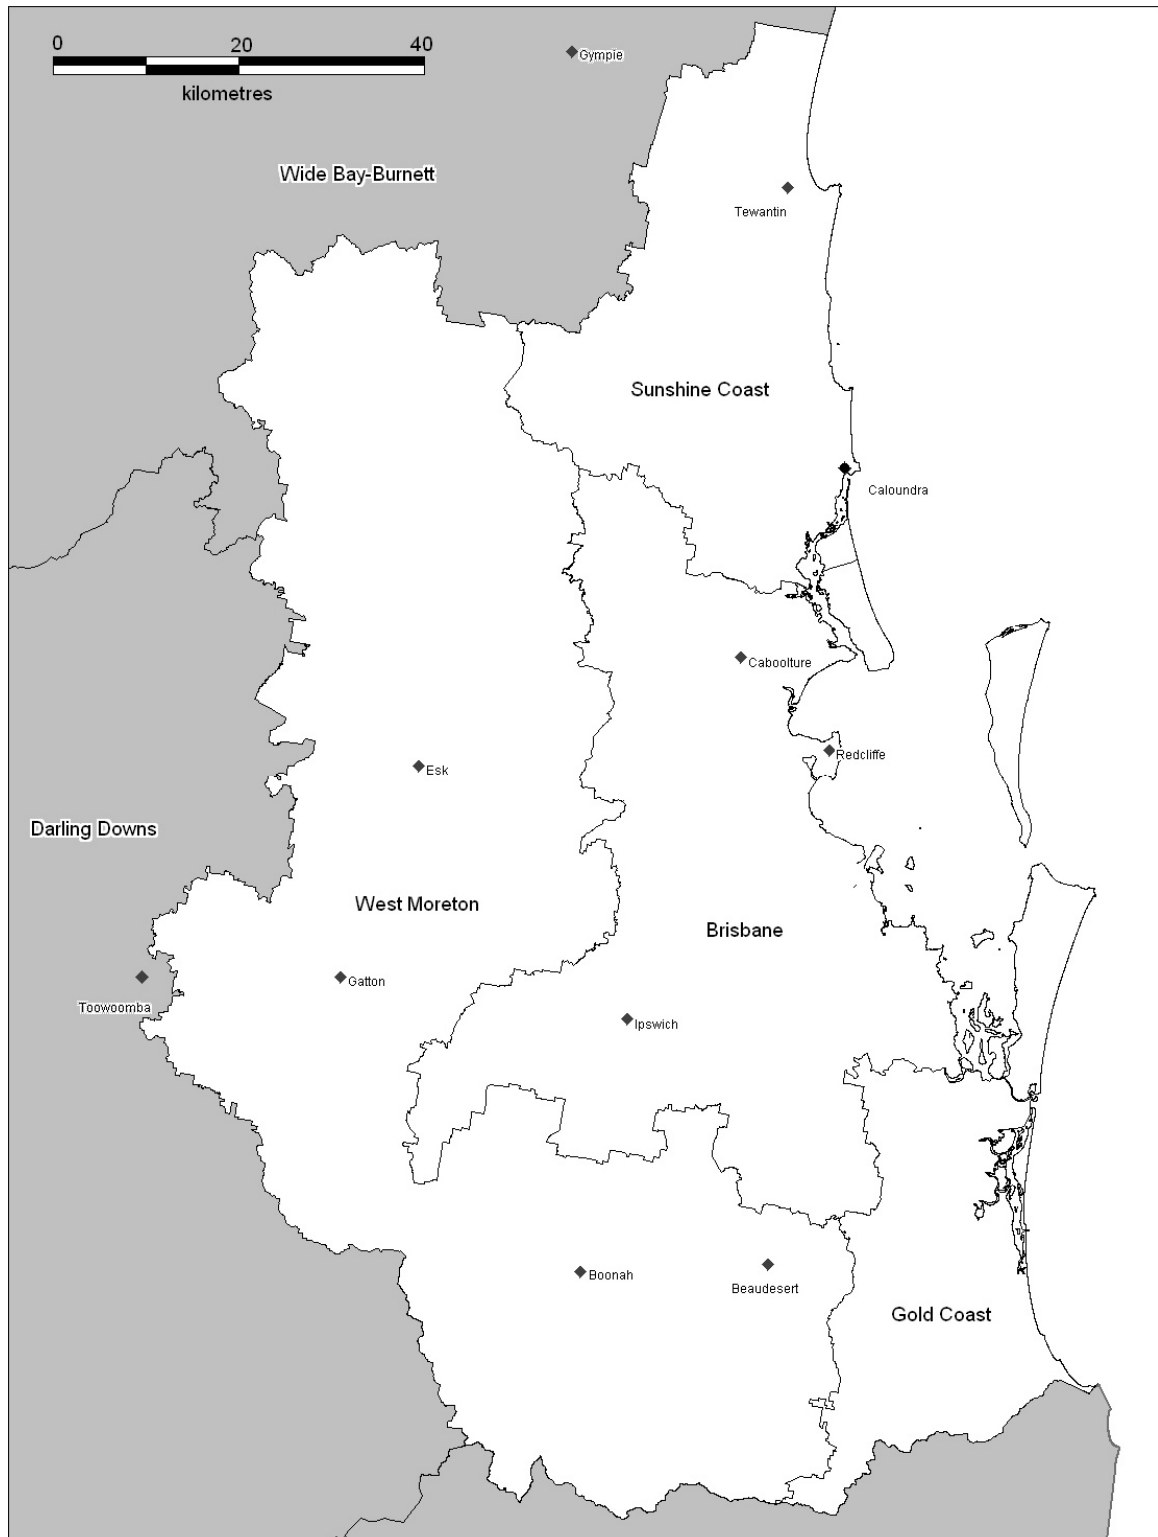 0 20 40
kilometres
Gympie
Wide Bay-Burnett
Tewantin
Sunshine Coast
Caloundra
Caboolture
Redcliffe
Esk
Darling Downs
West Moreton
Brisbane
Gatton
Toowoomba
Ipswich
Boonah
Beaudesert
Gold Coast